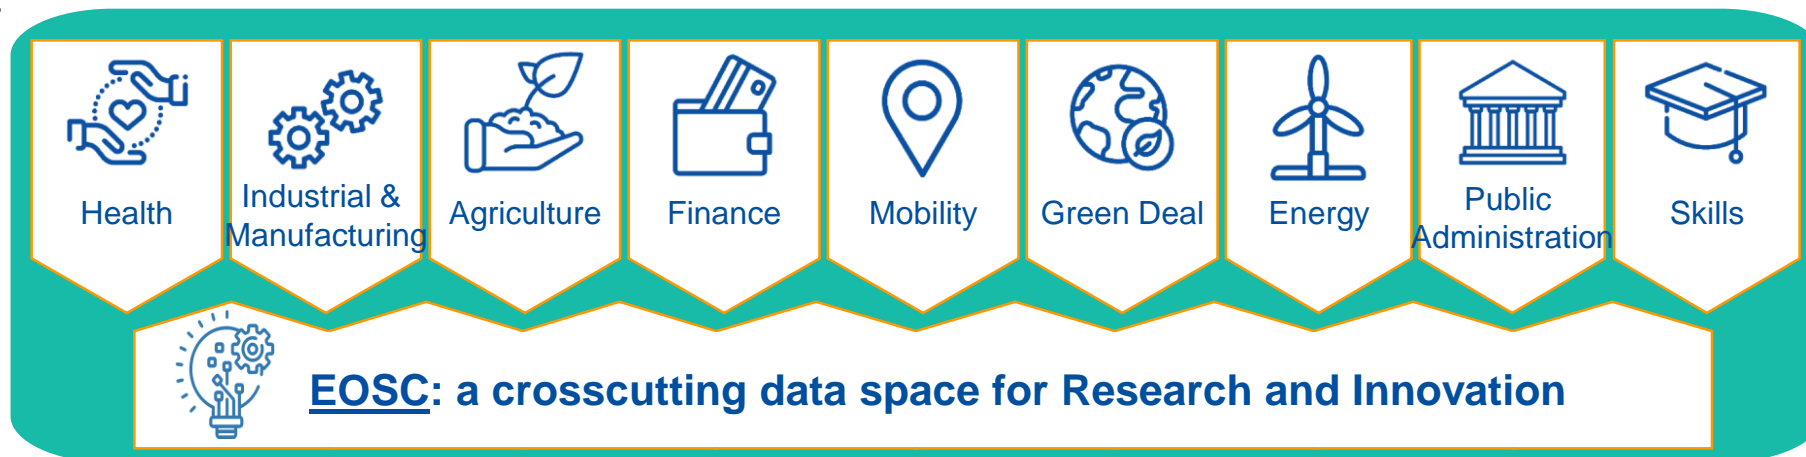 Health
Industrial &
Manufacturing
Agriculture
Finance
Mobility
Green Deal
Energy
Public
Administration
Skills
EOSC: a crosscutting data space for Research and Innovation